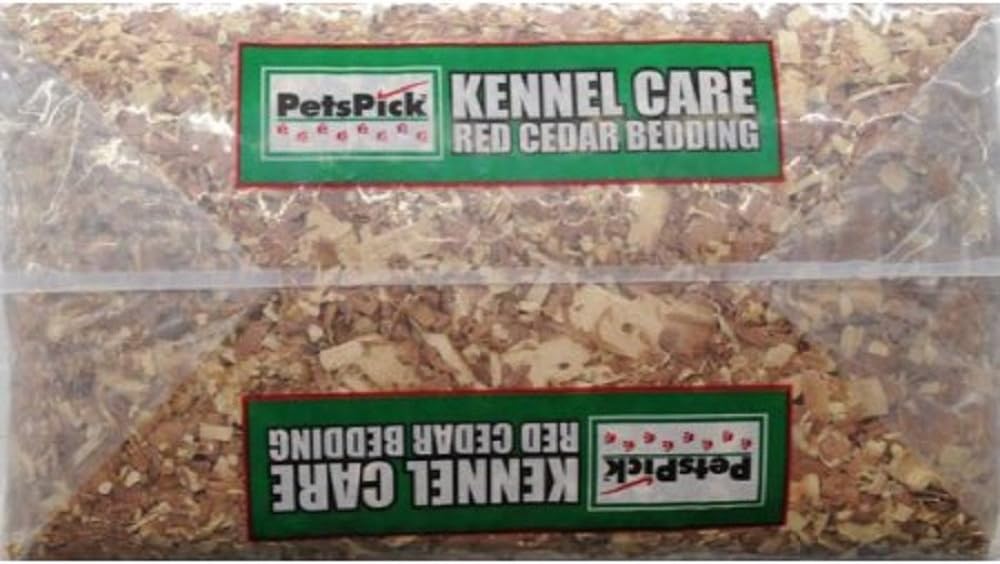 PetsPick
KENNEL CARE
RED CEDAR BEDDING
PetsPick
KENNEL CARE
RED CEDAR BEDDING